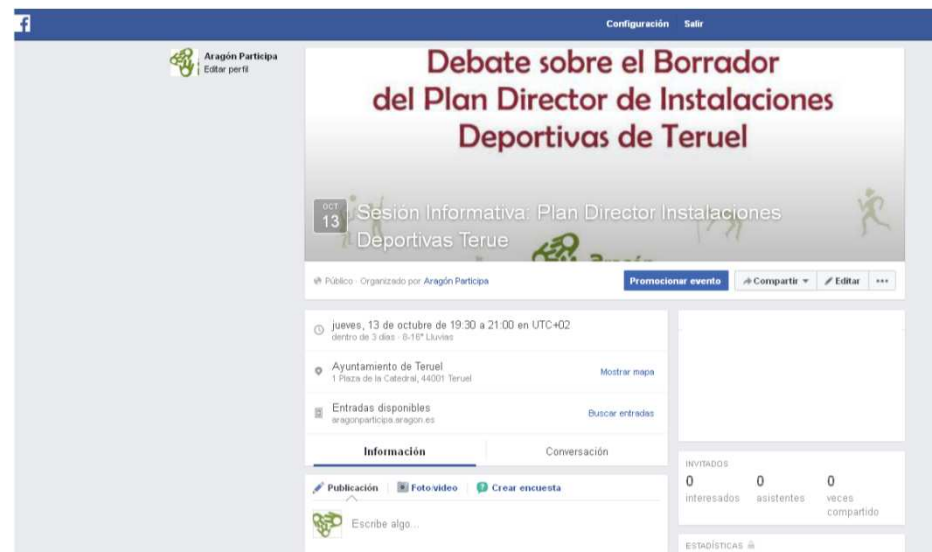 Configuración Salir
Aragón Participa
Editar perfil
Debate sobre el Borrador
del Plan Director de Instalaciones
Deportivas de Teruel
OCT
13
Sesión Informativa: Plan Director Instalaciones
Deportivas Terue
Público · Organizado por Aragón Participa
Promocionar evento
Compartir
Editar
jueves, 13 de octubre de 19:30 a 21:00 en UTC+02
dentro de 3 días · 8-16° Lluvias
Ayuntamiento de Teruel
1 Plaza de la Catedral, 44001 Teruel
Mostrar mapa
Entradas disponibles
aragonparticipa.aragon.es
Buscar entradas
Información Conversación
Publicación Foto/vídeo Crear encuesta
Escribe algo...
INVITADOS
0 0 0
interesados asistentes veces
compartido
ESTADÍSTICAS